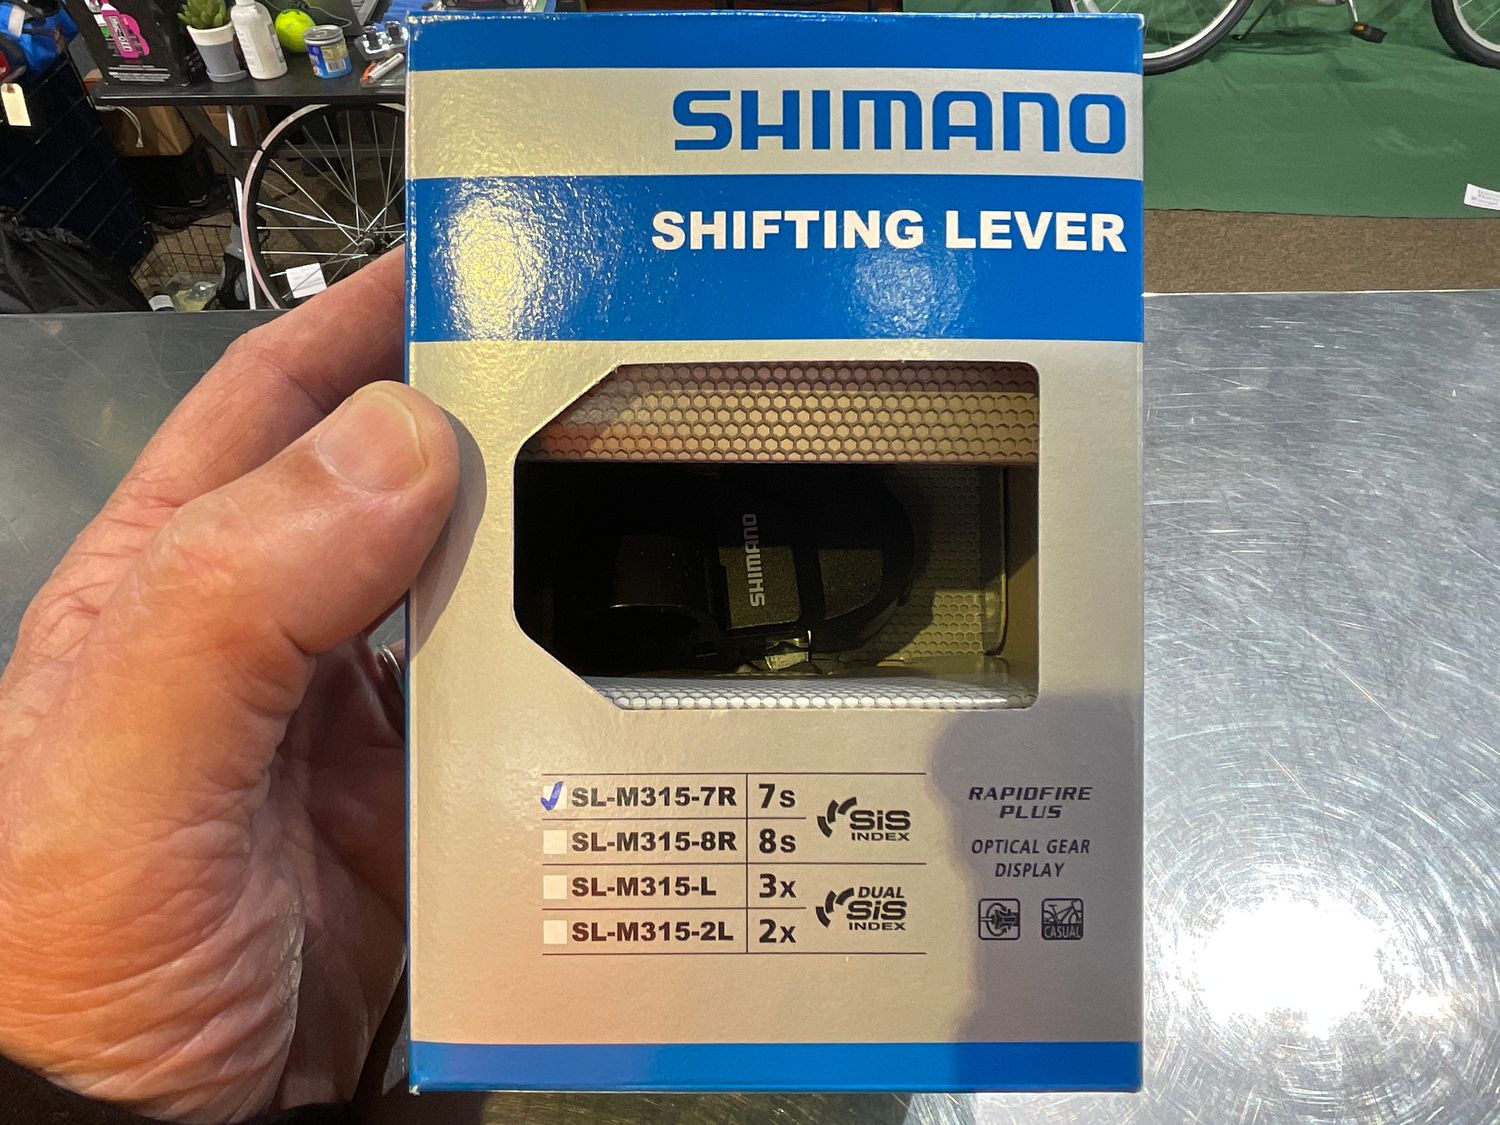 SHIMANO
SHIFTING LEVER
SHIMANO
SL-M315-7R 7s
SiS
INDEX
SL-M315-8R 8s
SL-M315-L 3x
DUAL
SiS
INDEX
SL-M315-2L 2x
RAPIDFIRE
PLUS
OPTICAL GEAR
DISPLAY
CASUAL